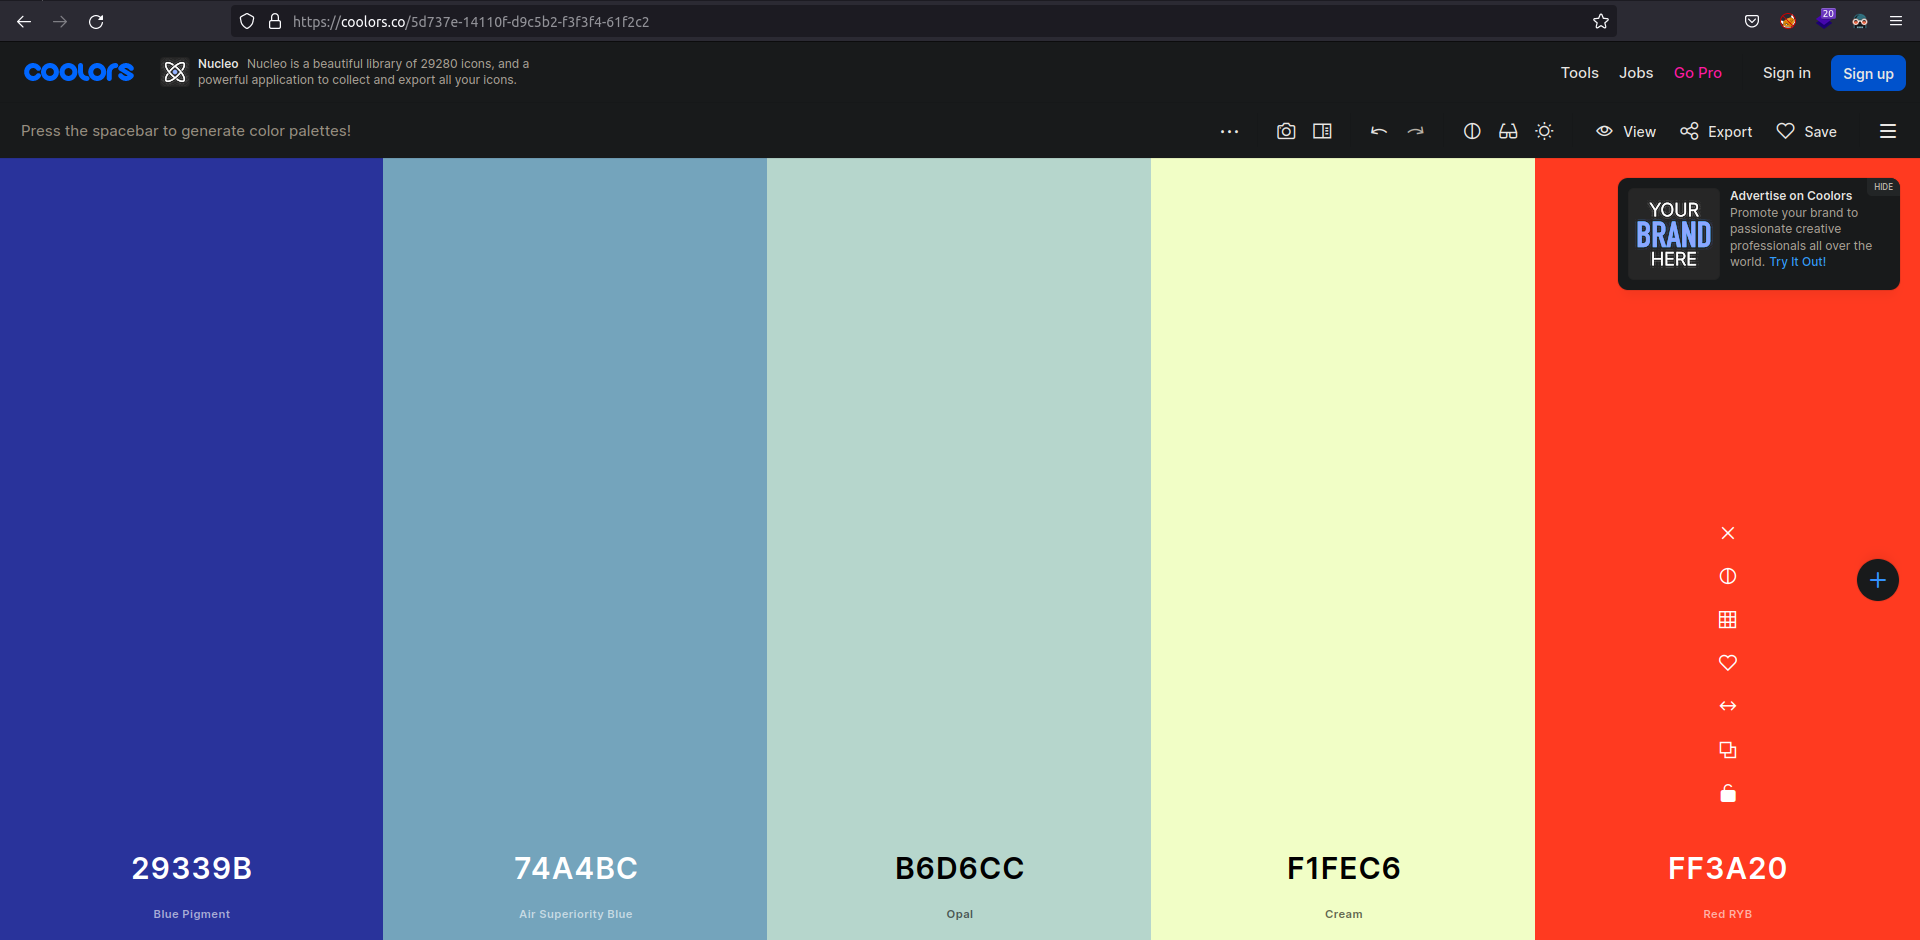 https://coolors.co/5d737e-14110f-d9c5b2-f3f3f4-61f2c2
20
coolors
Nucleo Nucleo is a beautiful library of 29280 icons, and a
powerful application to collect and export all your icons.
Tools Jobs Go Pro Sign in Sign up
Press the spacebar to generate color palettes!
View Export Save
HIDE
YOUR
BRAND
HERE
Advertise on Coolors
Promote your brand to
passionate creative
professionals all over the
world. Try It Out!
29339B
Blue Pigment
74A4BC
Air Superiority Blue
B6D6CC
Opal
F1FEC6
Cream
FF3A20
Red RYB